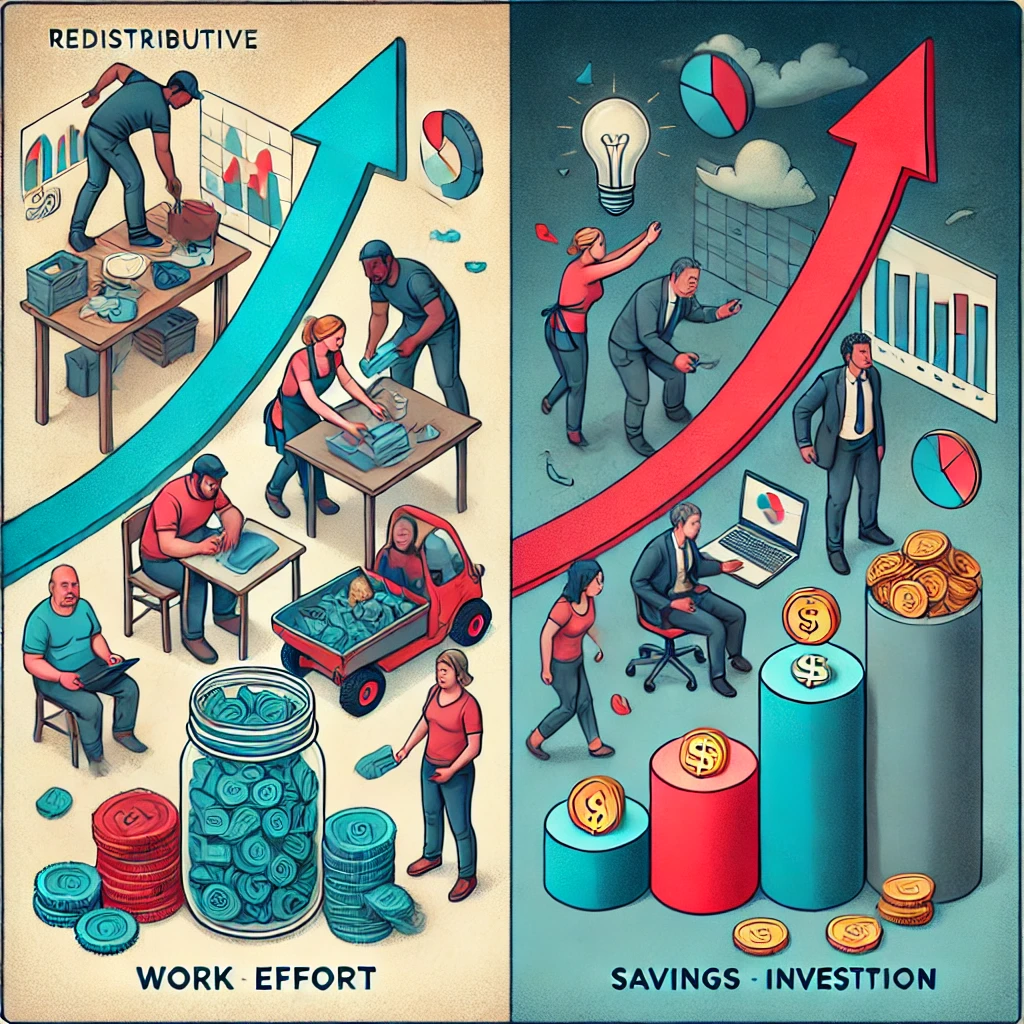 REDISTRIBUTIVE
WORK - EFFORT
SAVINGS - INVESTTION
$
$
$